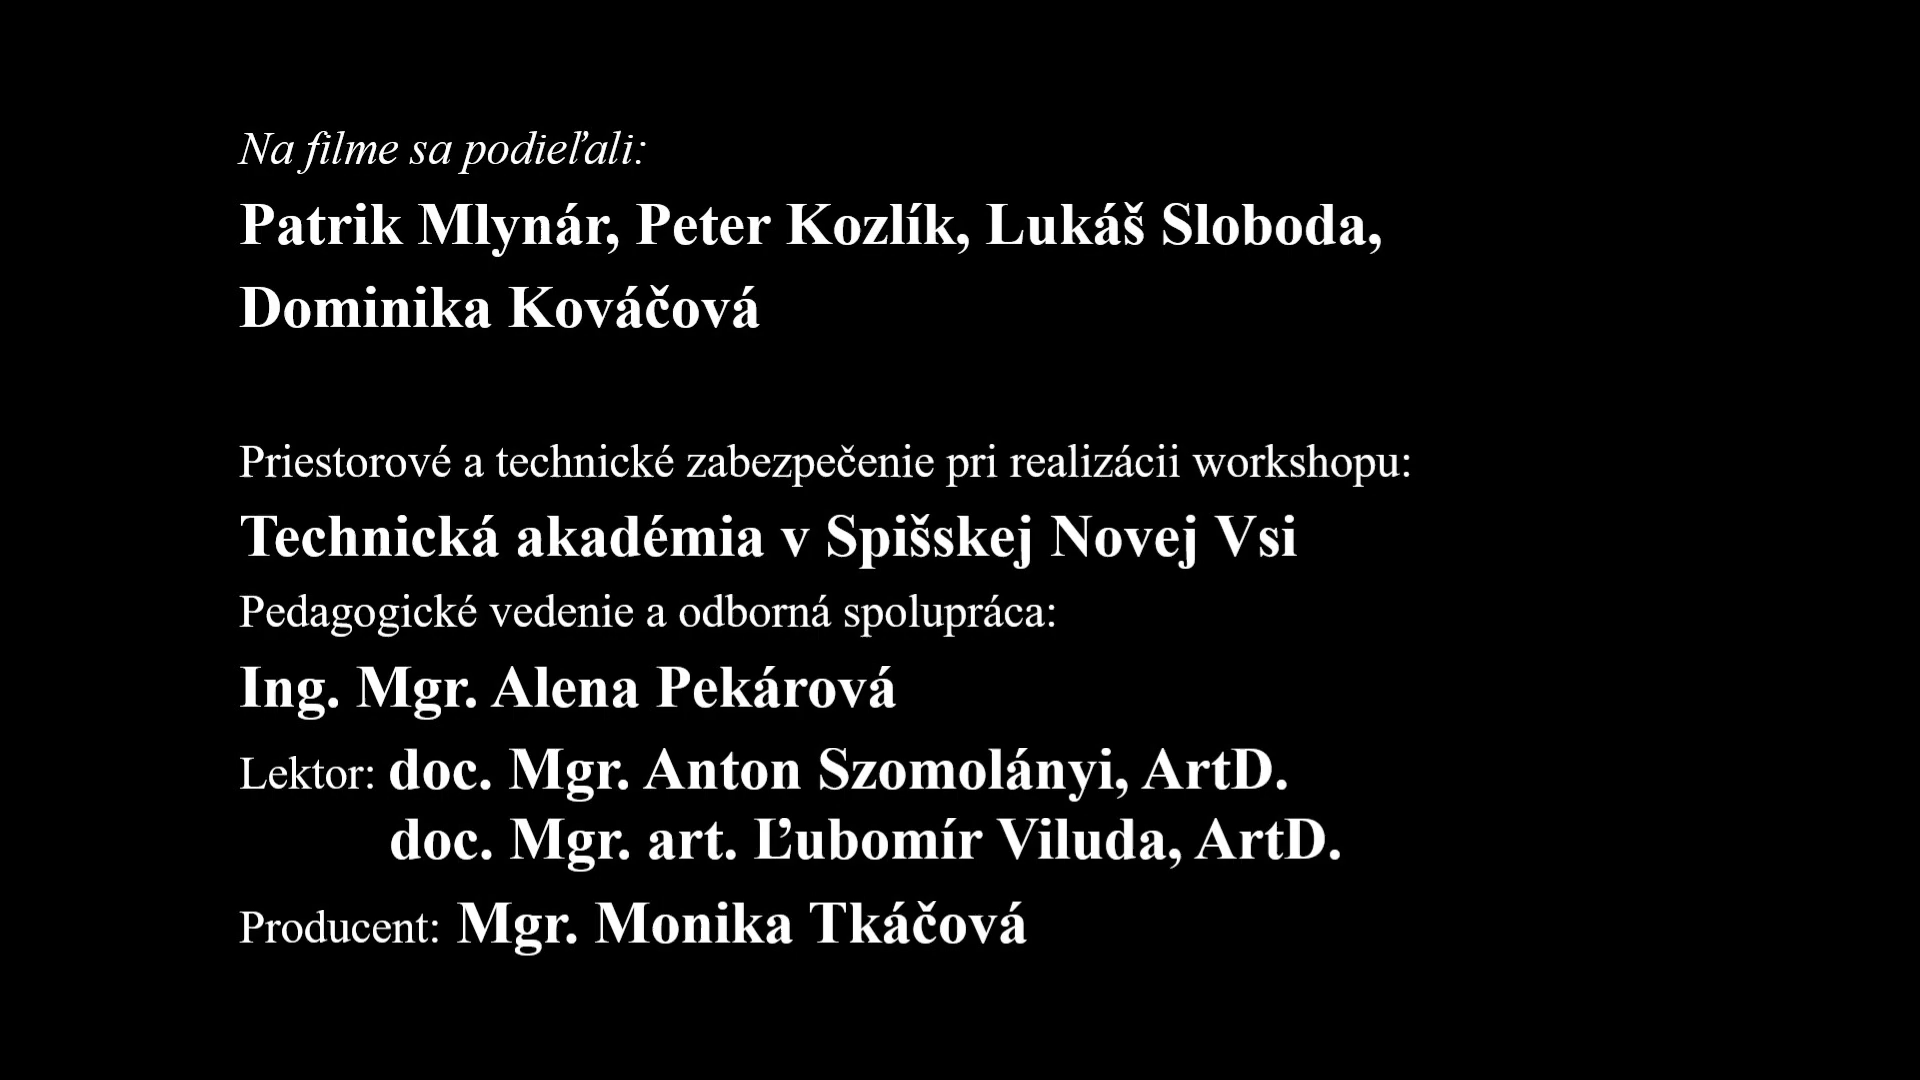 Na filme sa podieľali:
Patrik Mlynár, Peter Kozlík, Lukáš Sloboda,
Dominika Kováčová
Priestorové a technické zabezpečenie pri realizácii workshopu:
Technická akadémia v Spišskej Novej Vsi
Pedagogické vedenie a odborná spolupráca:
Ing. Mgr. Alena Pekárová
Lektor: doc. Mgr. Anton Szomolányi, ArtD.
doc. Mgr. art. Ľubomír Viluda, ArtD.
Producent: Mgr. Monika Tkáčová